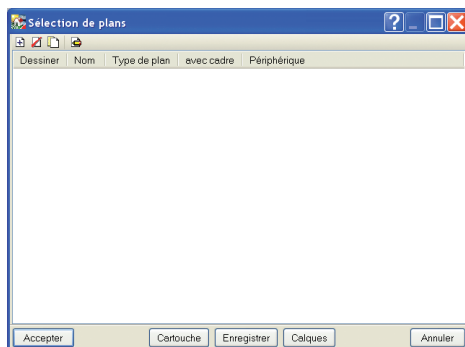 Sélection de plans
Dessiner Nom Type de plan avec cadre Périphérique
Accepter Cartouche Enregistrer Calques Annuler